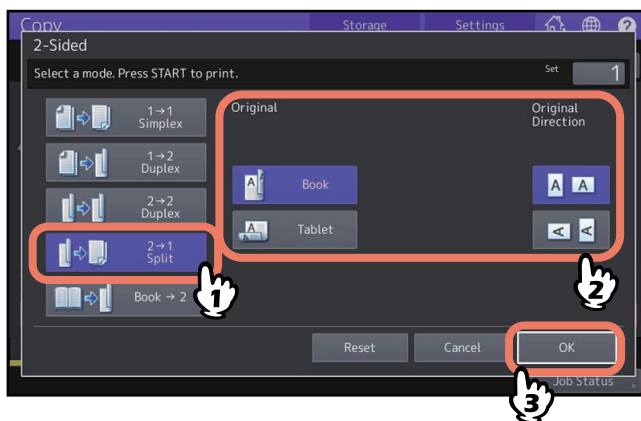 Copy
Storage
Settings
?
2-Sided
Select a mode. Press START to print.
Set
1
1→1
Simplex
1→2
Duplex
2→2
Duplex
2→1
Split
Book → 2
Original
A
Book
A
Tablet
Original
Direction
A A
A A
1
2
Reset
Cancel
OK
Job Status
3